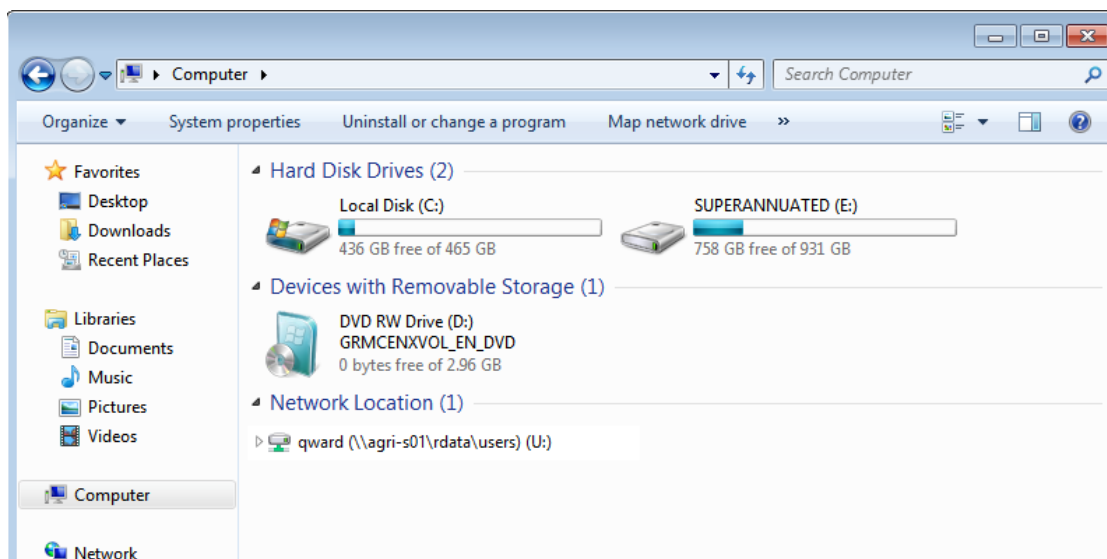 Computer
Search Computer
Organize System properties Uninstall or change a program Map network drive »
Favorites
Desktop
Downloads
Recent Places
Libraries
Documents
Music
Pictures
Videos
Computer
Network
Hard Disk Drives (2)
Local Disk (C:)
436 GB free of 465 GB
SUPERANNUATED (E:)
758 GB free of 931 GB
Devices with Removable Storage (1)
DVD RW Drive (D:)
GRMCENXVOL_EN_DVD
0 bytes free of 2.96 GB
Network Location (1)
qward (\\agri-s01\rdata\users) (U:)